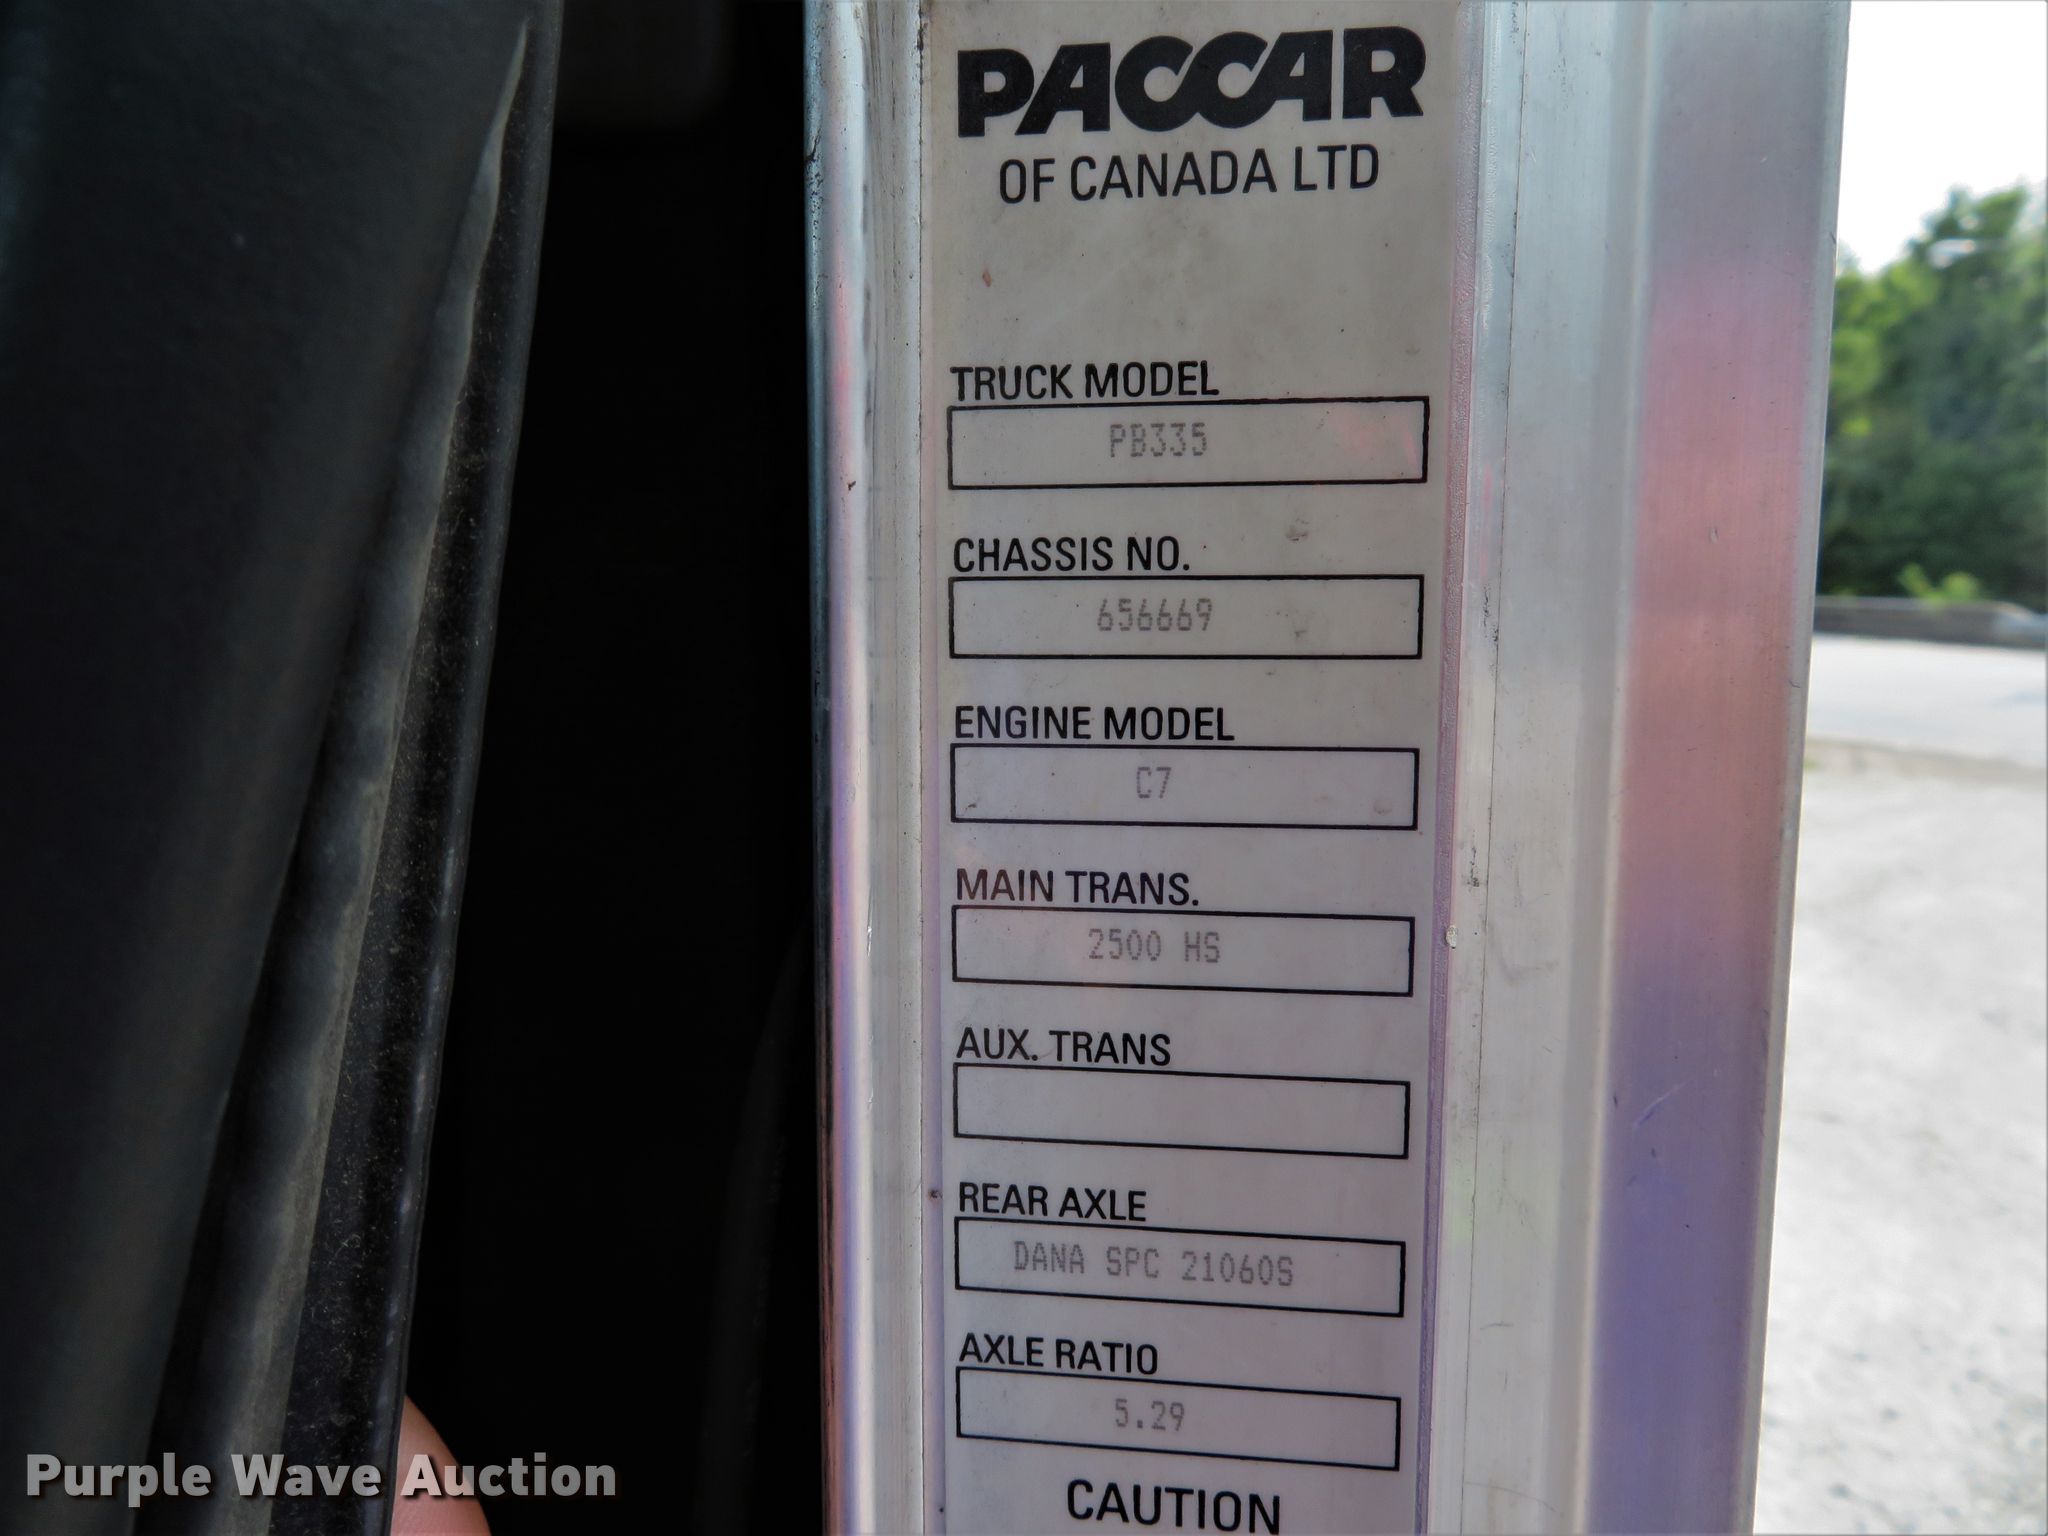 PACCAR
OF CANADA LTD
TRUCK MODEL
PB335
CHASSIS NO.
656669
ENGINE MODEL
C7
MAIN TRANS.
2500 HS
AUX. TRANS
REAR AXLE
DANA SPC 21060S
AXLE RATIO
5.29
CAUTION
Purple Wave Auction